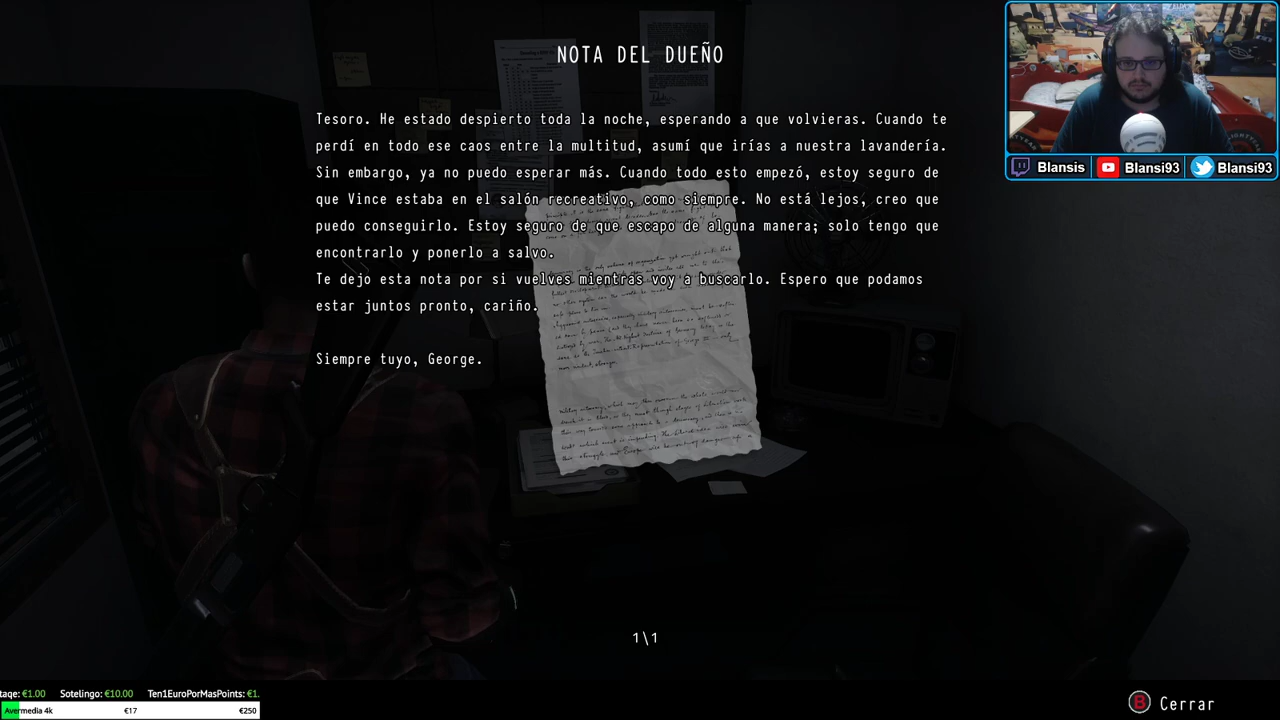 NOTA DEL DUEÑO
Tesoro. He estado despierto toda la noche, esperando a que volvieras. Cuando te
perdí en todo ese caos entre la multitud, asumí que irías a nuestra lavandería.
Sin embargo, ya no puedo esperar más. Cuando todo esto empezó, estoy seguro de
que Vince estaba en el salón recreativo, como siempre. No está lejos, creo que
puedo conseguirlo. Estoy seguro de que escapo de alguna manera; solo tengo que
encontrarlo y ponerlo a salvo.
Te dejo esta nota por si vuelves mientras voy a buscarlo. Espero que podamos
estar juntos pronto, cariño.
Siempre tuyo, George.
1\1
B Cerrar
Blansis Blansi93 Blansi93
taqe: €1.00 Sotelingo: €10.00 Ten1EuroPorMasPoints: €1.
Avermedia 4k €17 €250